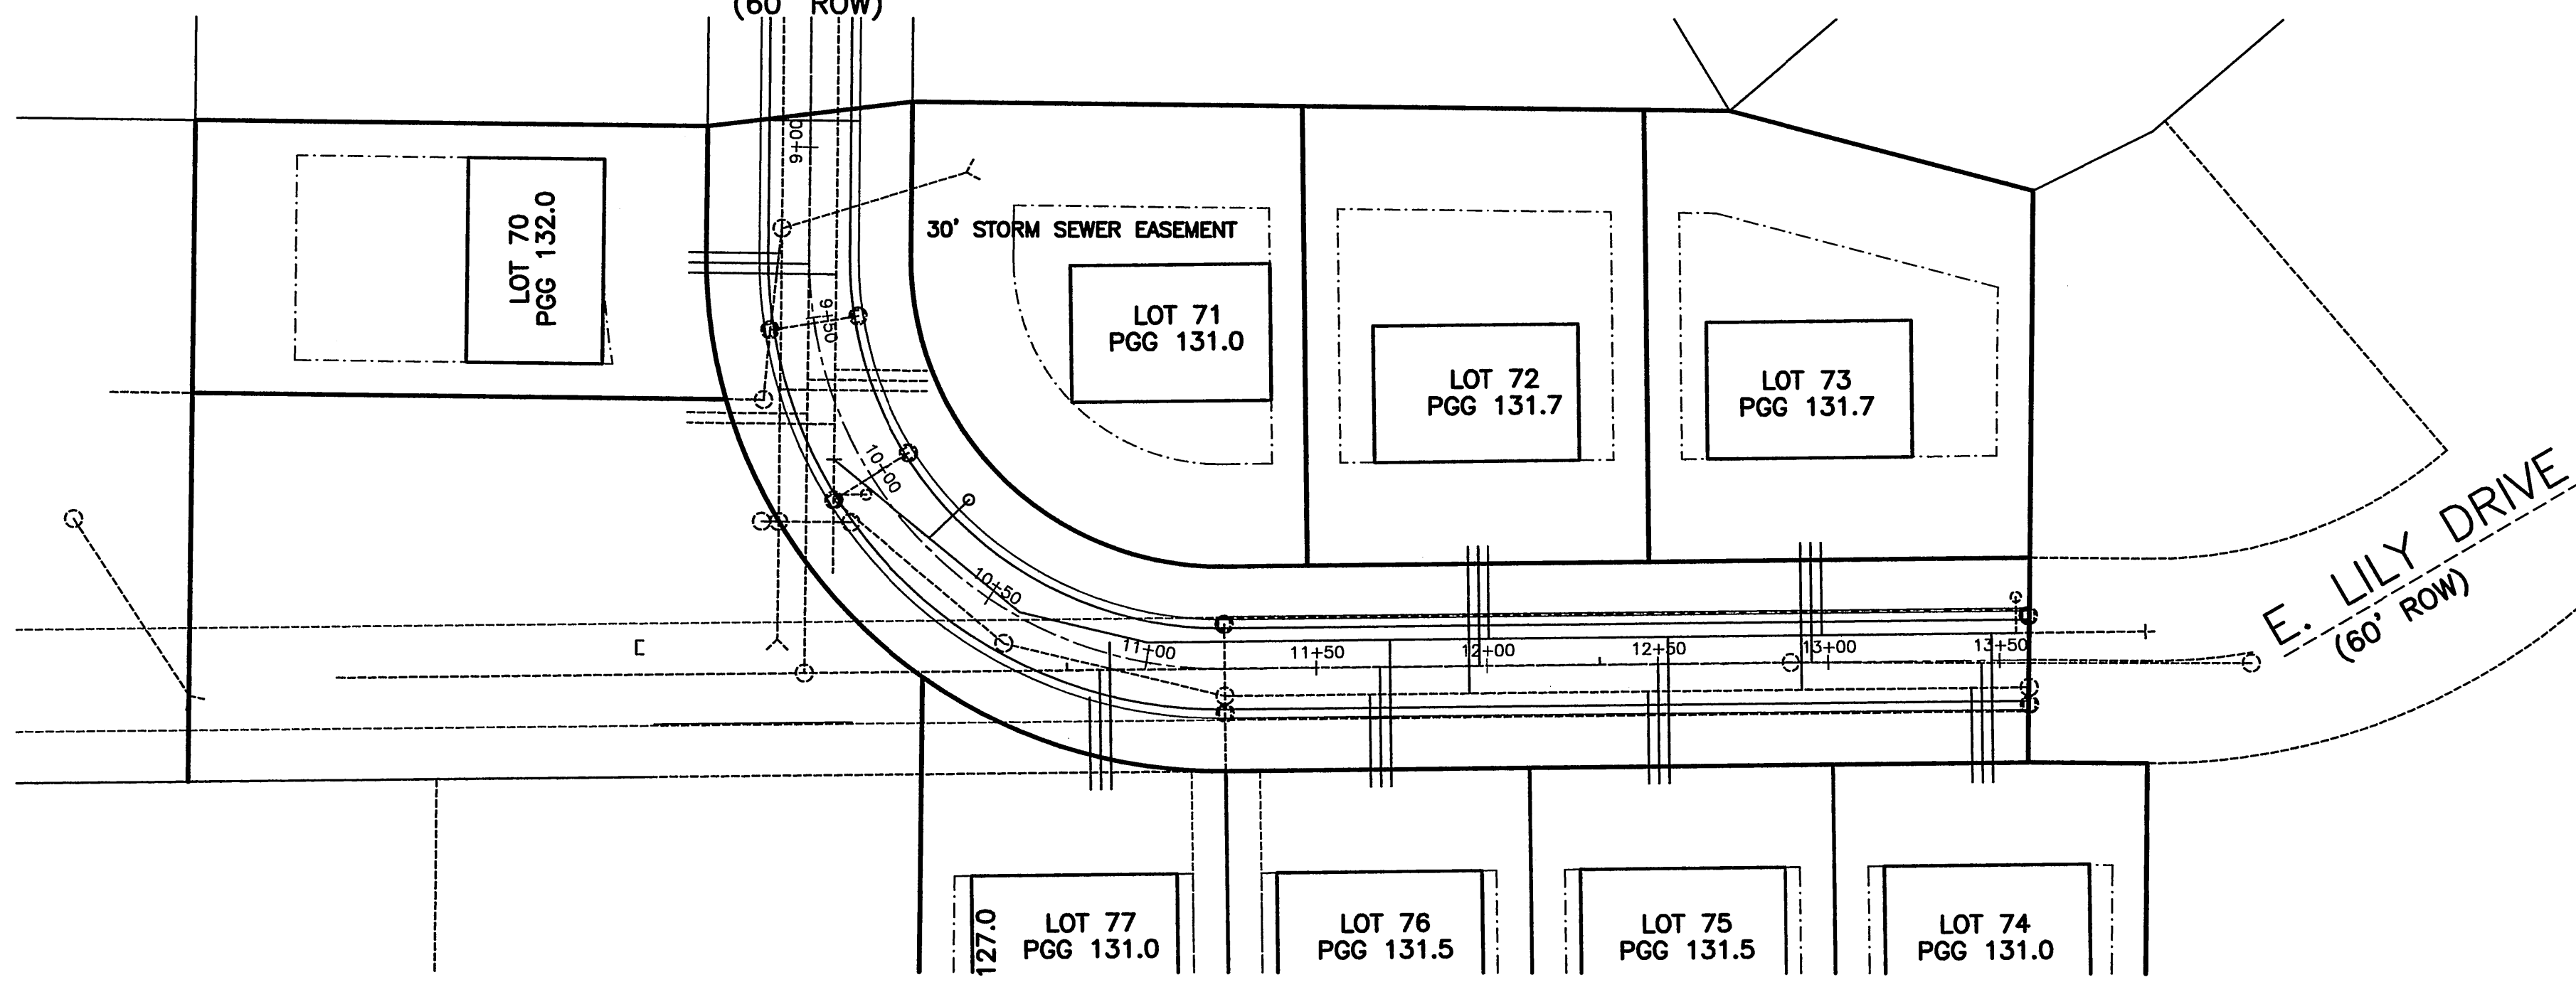 (60' ROW)
9+00
30' STORM SEWER EASEMENT
LOT 70
PGG 132.0
9+50
LOT 71
PGG 131.0
LOT 72
PGG 131.7
LOT 73
PGG 131.7
10+00
10+50
11+00
11+50
12+00
12+50
13+00
13+50
E. LILY DRIVE
(60' ROW)
127.0
LOT 77
PGG 131.0
LOT 76
PGG 131.5
LOT 75
PGG 131.5
LOT 74
PGG 131.0